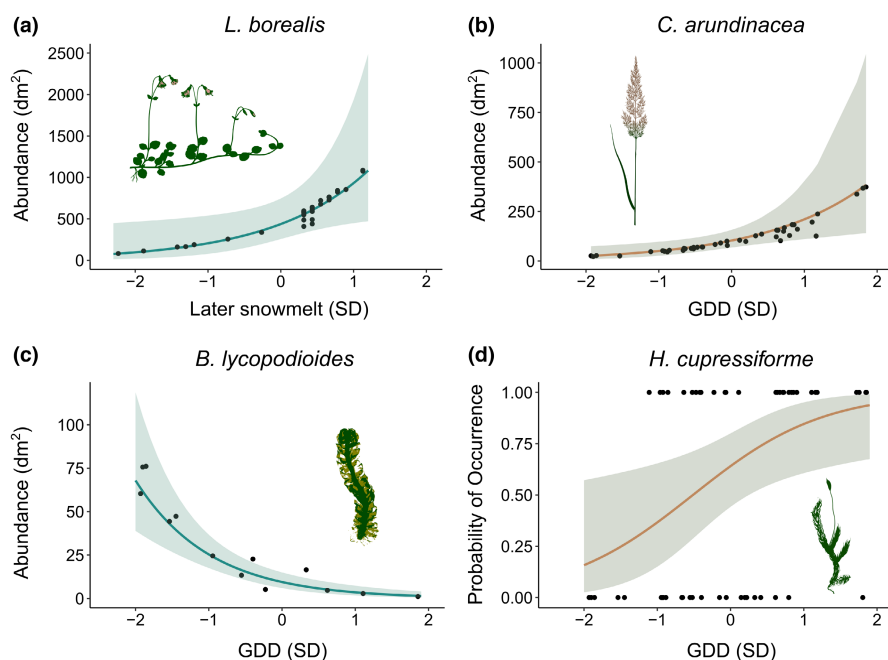 (a) L. borealis
Abundance (dm²)
2500
2000
1500
1000
500
0
−2 −1 0 1 2
Later snowmelt (SD)
(b) C. arundinacea
Abundance (dm²)
1000
750
500
250
0
−2 −1 0 1 2
GDD (SD)
(c) B. lycopodioides
Abundance (dm²)
100
75
50
25
0
−2 −1 0 1 2
GDD (SD)
(d) H. cupressiforme
Probability of Occurrence
1.00
0.75
0.50
0.25
0.00
−2 −1 0 1 2
GDD (SD)